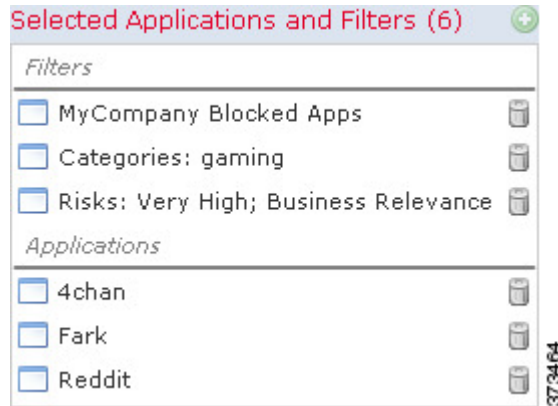 Selected Applications and Filters (6)
Filters
MyCompany Blocked Apps
Categories: gaming
Risks: Very High; Business Relevance
Applications
4chan
Fark
Reddit
373464